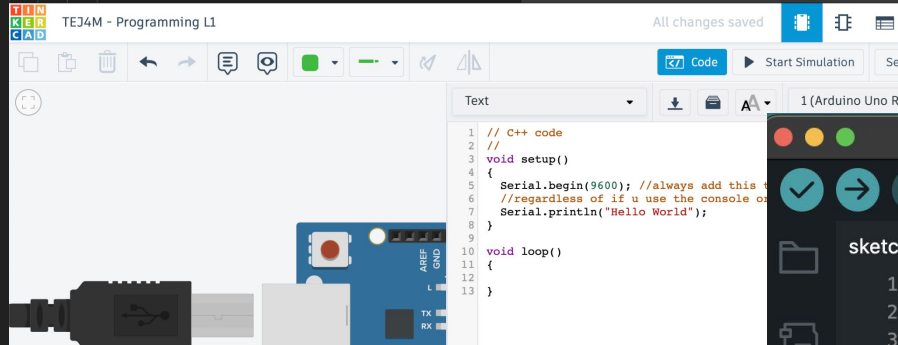 TIN
KER
CAD
TEJ4M - Programming L1
All changes saved
Code
Start Simulation
Text
1 (Arduino Uno R
1 // C++ code
2 //
3 void setup()
4 {
5 Serial.begin(9600); //always add this t
6 //regardless of if u use the console or
7 Serial.println("Hello World");
8 }
9
10 void loop()
11 {
12
13 }
AREF
GND
L
TX
RX
sketc
1
2
3